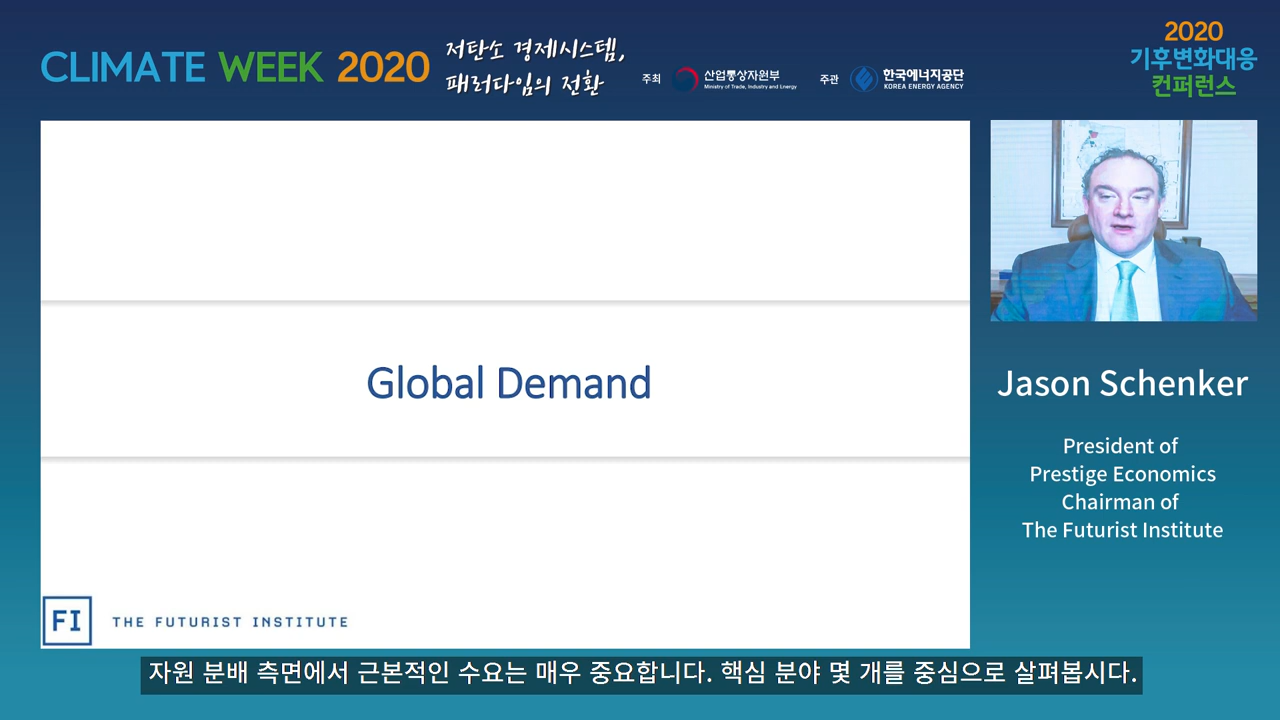 CLIMATE WEEK 2020
저탄소 경제시스템,
패러다임의 전환
주최
산업통상자원부
Ministry of Trade, Industry and Energy
주관
한국에너지공단
KOREA ENERGY AGENCY
2020
기후변화대응
컨퍼런스
Global Demand
Jason Schenker
President of
Prestige Economics
Chairman of
The Futurist Institute
FI
THE FUTURIST INSTITUTE
자원 분배 측면에서 근본적인 수요는 매우 중요합니다. 핵심 분야 몇 개를 중심으로 살펴봅시다.